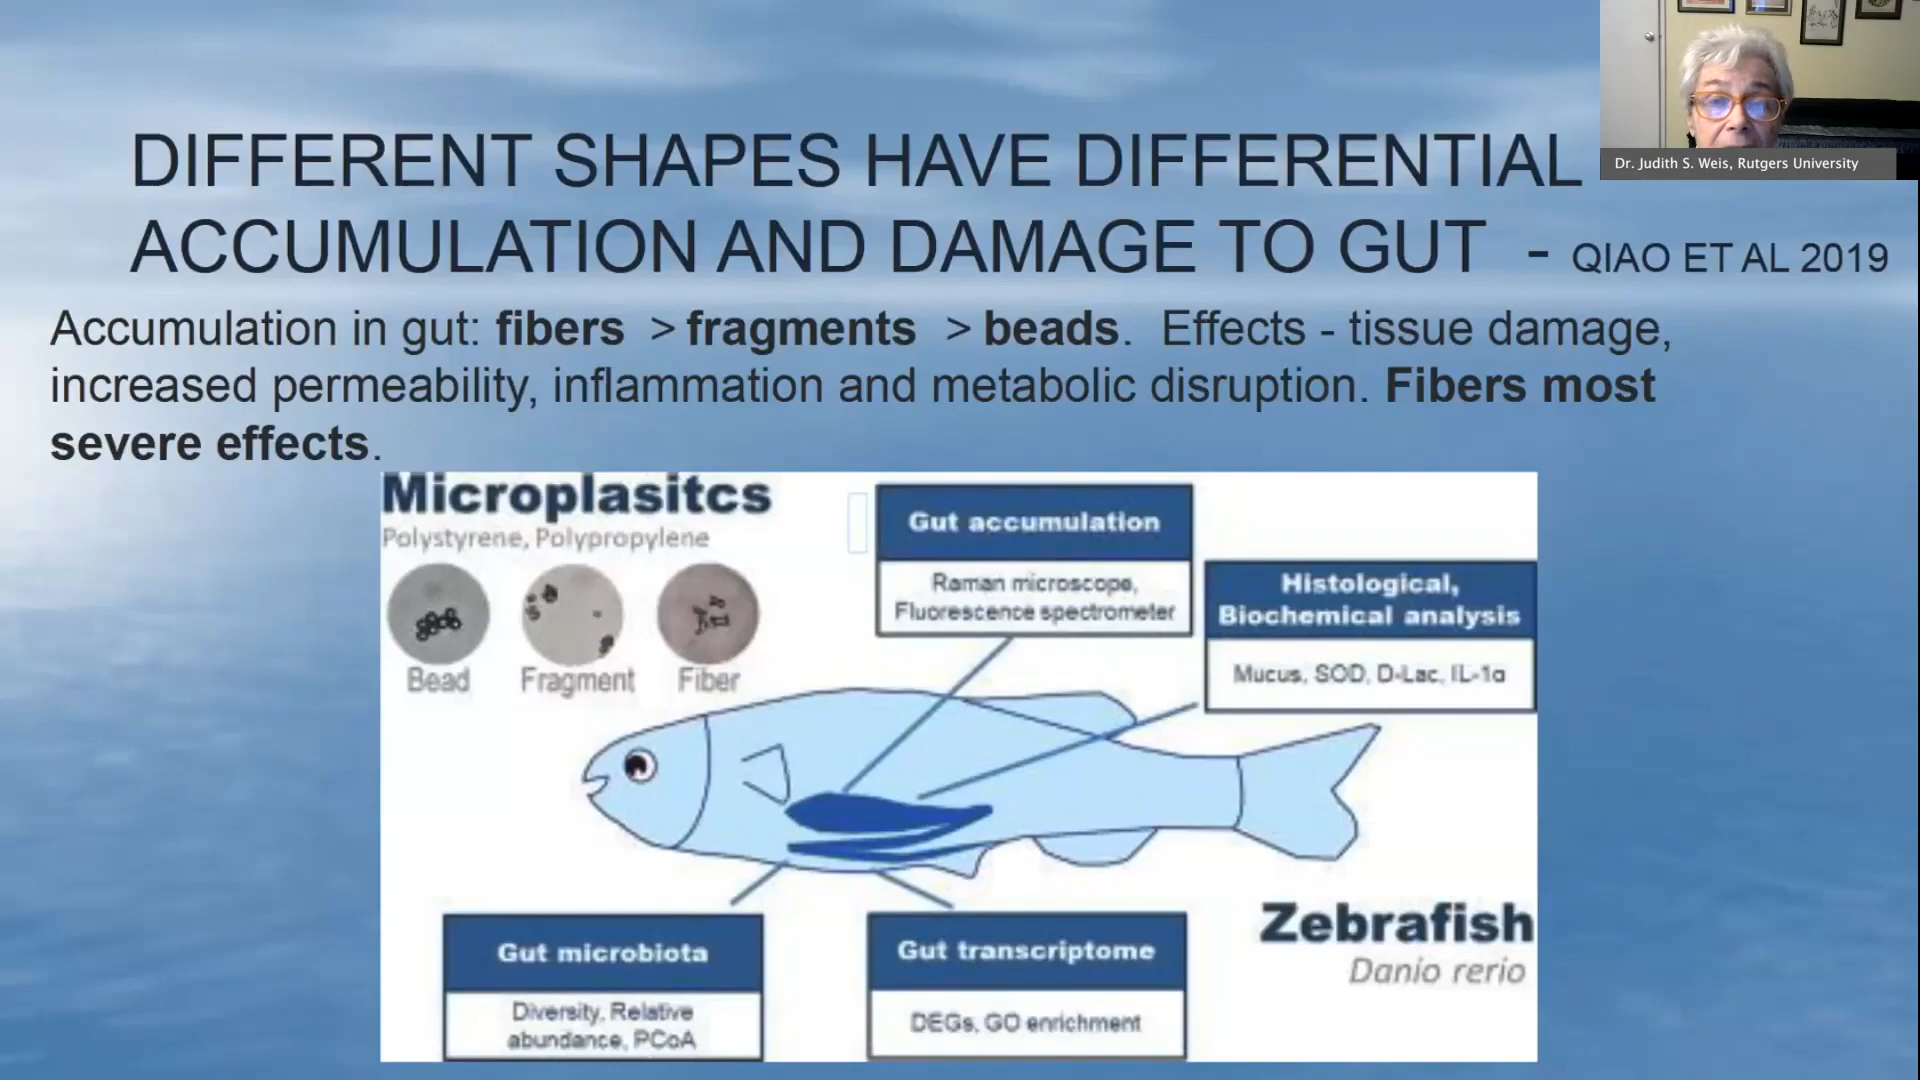 Dr. Judith S. Weis, Rutgers University
DIFFERENT SHAPES HAVE DIFFERENTIAL
ACCUMULATION AND DAMAGE TO GUT - QIAO ET AL 2019
Accumulation in gut: fibers > fragments > beads. Effects - tissue damage,
increased permeability, inflammation and metabolic disruption. Fibers most
severe effects.
Microplasitcs
Polystyrene, Polypropylene
Bead
Fragment
Fiber
Gut accumulation
Raman microscope,
Fluorescence spectrometer
Histological,
Biochemical analysis
Mucus, SOD, D-Lac, IL-1α
Gut microbiota
Diversity, Relative
abundance, PCoA
Gut transcriptome
DEGs, GO enrichment
Zebrafish
Danio rerio